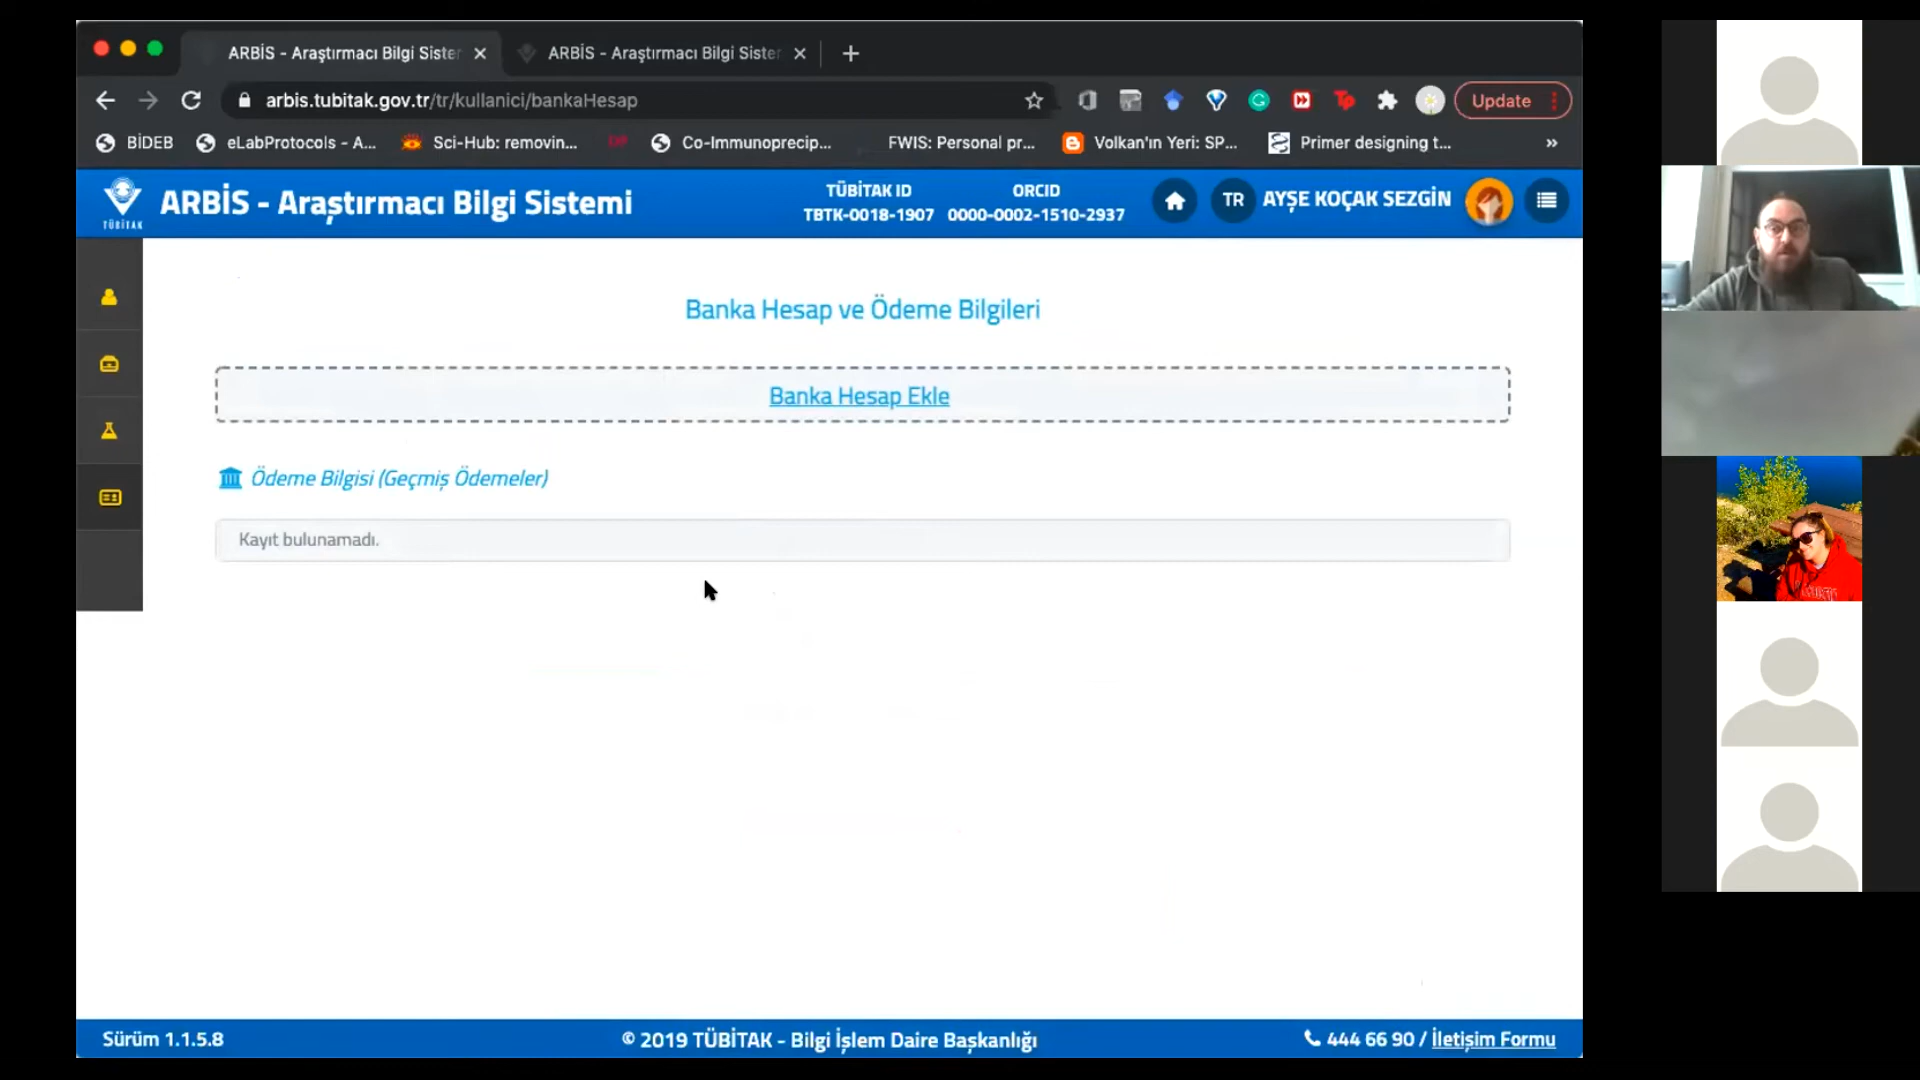 ARBİS - Araştırmacı Bilgi Sister
ARBİS - Araştırmacı Bilgi Sister
arbis.tubitak.gov.tr/tr/kullanici/bankaHesap
Update
BİDEB
eLabProtocols - A...
Sci-Hub: removin...
Co-Immunoprecip...
FWIS: Personal pr...
Volkan'ın Yeri: SP...
Primer designing t...
»
TÜBİTAK
ARBİS - Araştırmacı Bilgi Sistemi
TÜBİTAK ID
TBTK-0018-1907
ORCID
0000-0002-1510-2937
TR
AYŞE KOÇAK SEZGİN
Banka Hesap ve Ödeme Bilgileri
Banka Hesap Ekle
Ödeme Bilgisi (Geçmiş Ödemeler)
Kayıt bulunamadı.
Sürüm 1.1.5.8
© 2019 TÜBİTAK - Bilgi İşlem Daire Başkanlığı
444 66 90 / İletişim Formu